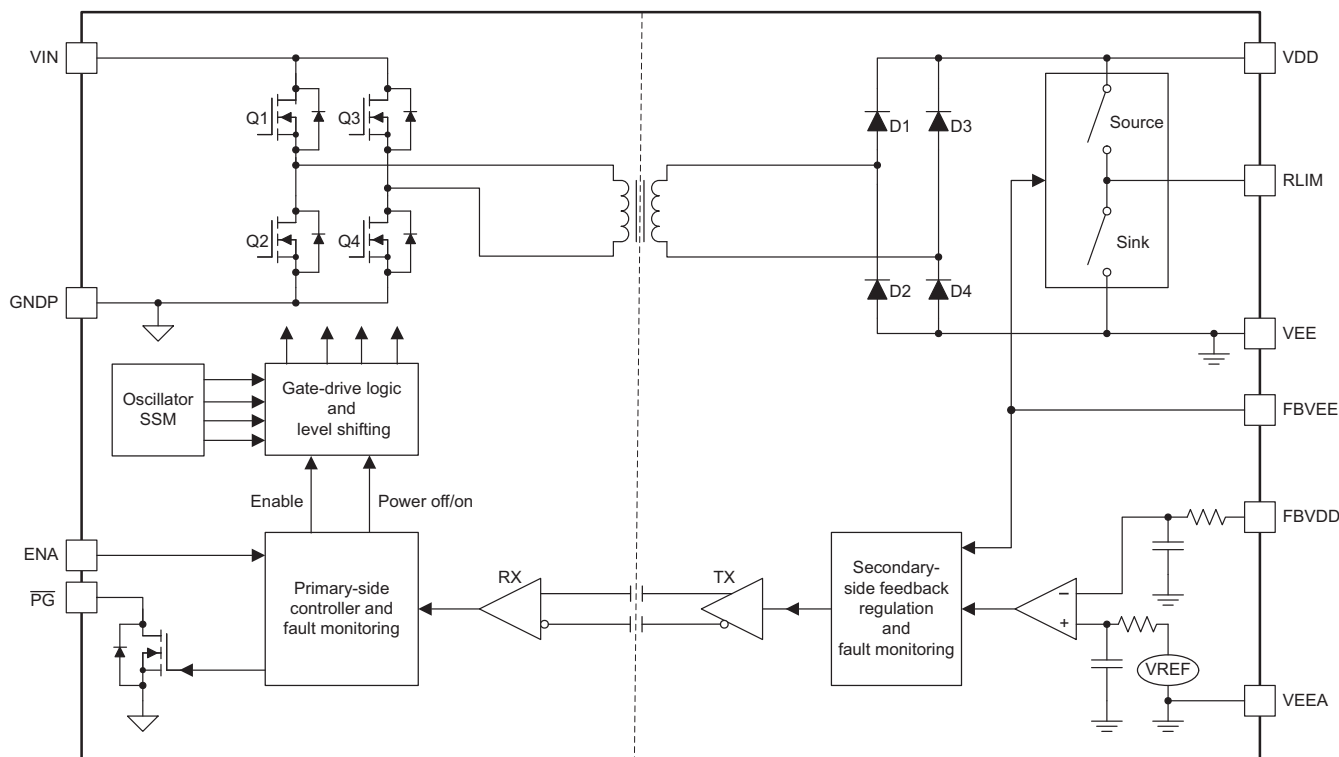 VIN
VDD
Q1
Q3
D1
D3
Source
RLIM
Q2
Q4
Sink
GNDP
D2
D4
VEE
Oscillator
SSM
Gate-drive logic
and
level shifting
FBVEE
Enable
Power off/on
FBVDD
ENA
PG
Primary-side
controller and
fault monitoring
RX
TX
Secondary-
side feedback
regulation
and
fault monitoring
−
+
VREF
VEEA